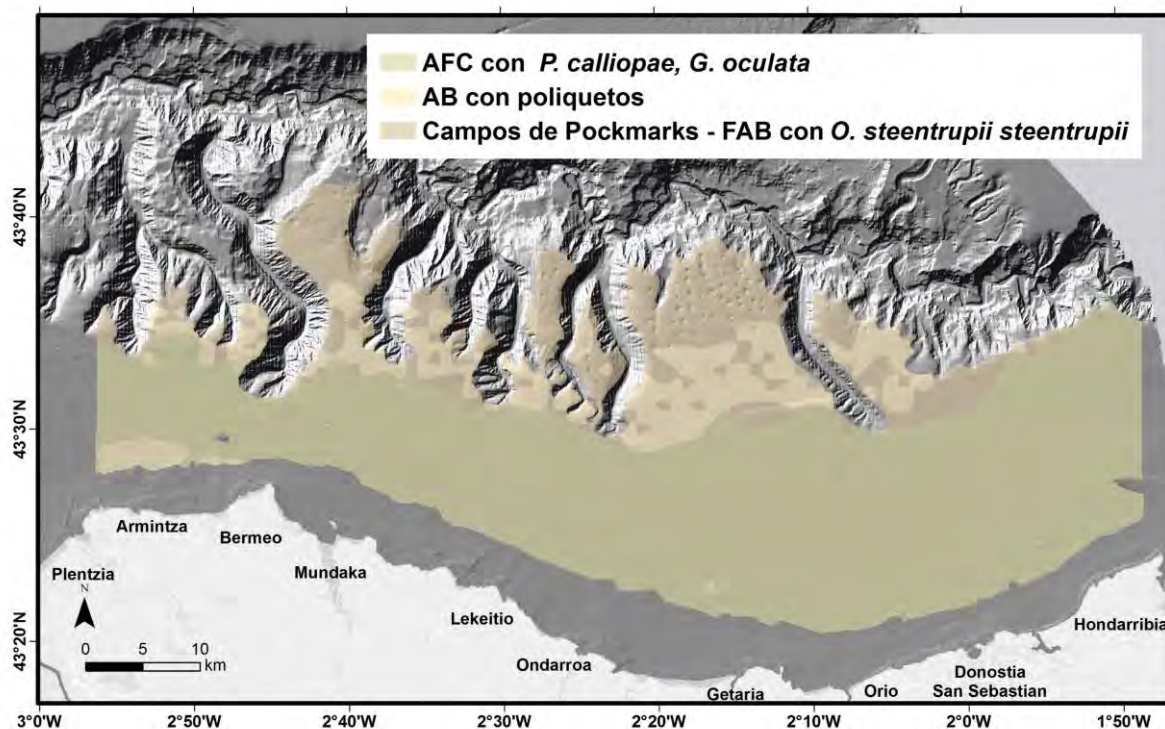 AFC con P. calliopae, G. oculata
AB con poliquetos
Campos de Pockmarks - FAB con O. steentrupii steentrupii
43°40'N
43°30'N
43°20'N
Armintza
Bermeo
Plentzia
Mundaka
N
Lekeitio
Hondarribia
0 5 10
km
Ondarroa
Donostia
San Sebastian
Getaria
Orio
3°0'W 2°50'W 2°40'W 2°30'W 2°20'W 2°10'W 2°0'W 1°50'W